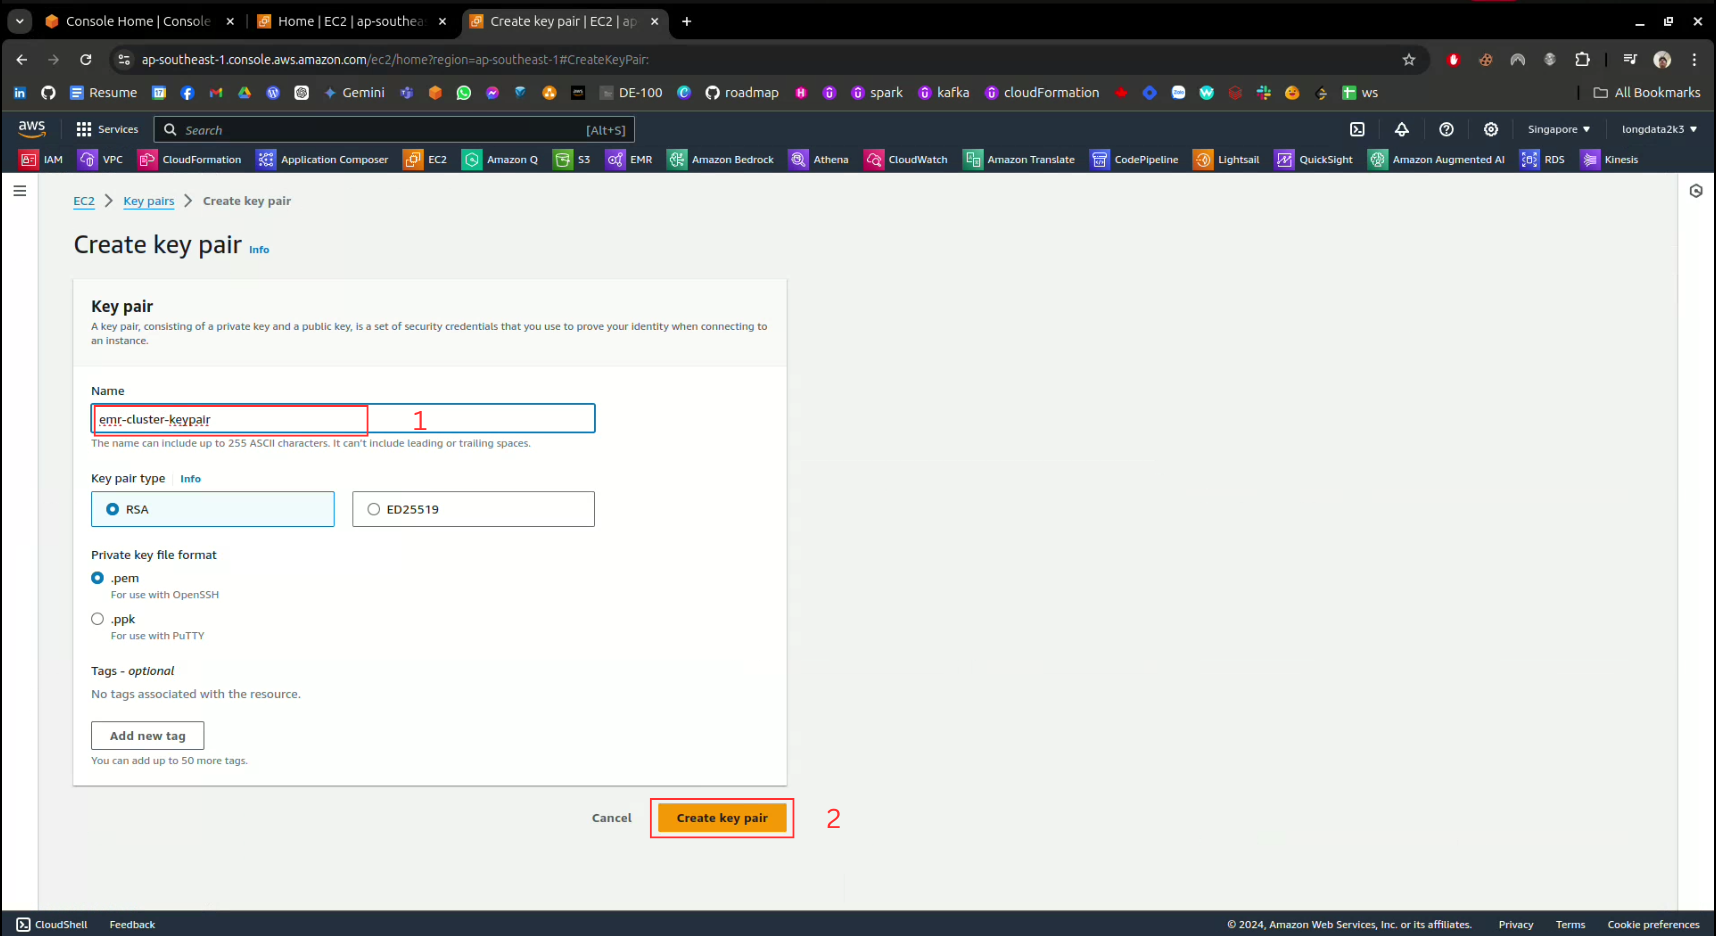 Console Home | Console
Home | EC2 | ap-southeas
Create key pair | EC2 | ap
ap-southeast-1.console.aws.amazon.com/ec2/home?region=ap-southeast-1#CreateKeyPair:
Resume
Gemini
DE-100
roadmap
spark
kafka
cloudFormation
ws
All Bookmarks
aws
Services
Search
[Alt+S]
Singapore
longdata2k3
IAM
VPC
CloudFormation
Application Composer
EC2
Amazon Q
S3
EMR
Amazon Bedrock
Athena
CloudWatch
Amazon Translate
CodePipeline
Lightsail
QuickSight
Amazon Augmented AI
RDS
Kinesis
EC2
Key pairs
Create key pair
Create key pair Info
Key pair
A key pair, consisting of a private key and a public key, is a set of security credentials that you use to prove your identity when connecting to
an instance.
Name
emr-cluster-keypair
1
The name can include up to 255 ASCII characters. It can't include leading or trailing spaces.
Key pair type Info
RSA
ED25519
Private key file format
.pem
For use with OpenSSH
.ppk
For use with PuTTY
Tags - optional
No tags associated with the resource.
Add new tag
You can add up to 50 more tags.
Cancel
Create key pair
2
CloudShell
Feedback
© 2024, Amazon Web Services, Inc. or its affiliates.
Privacy
Terms
Cookie preferences